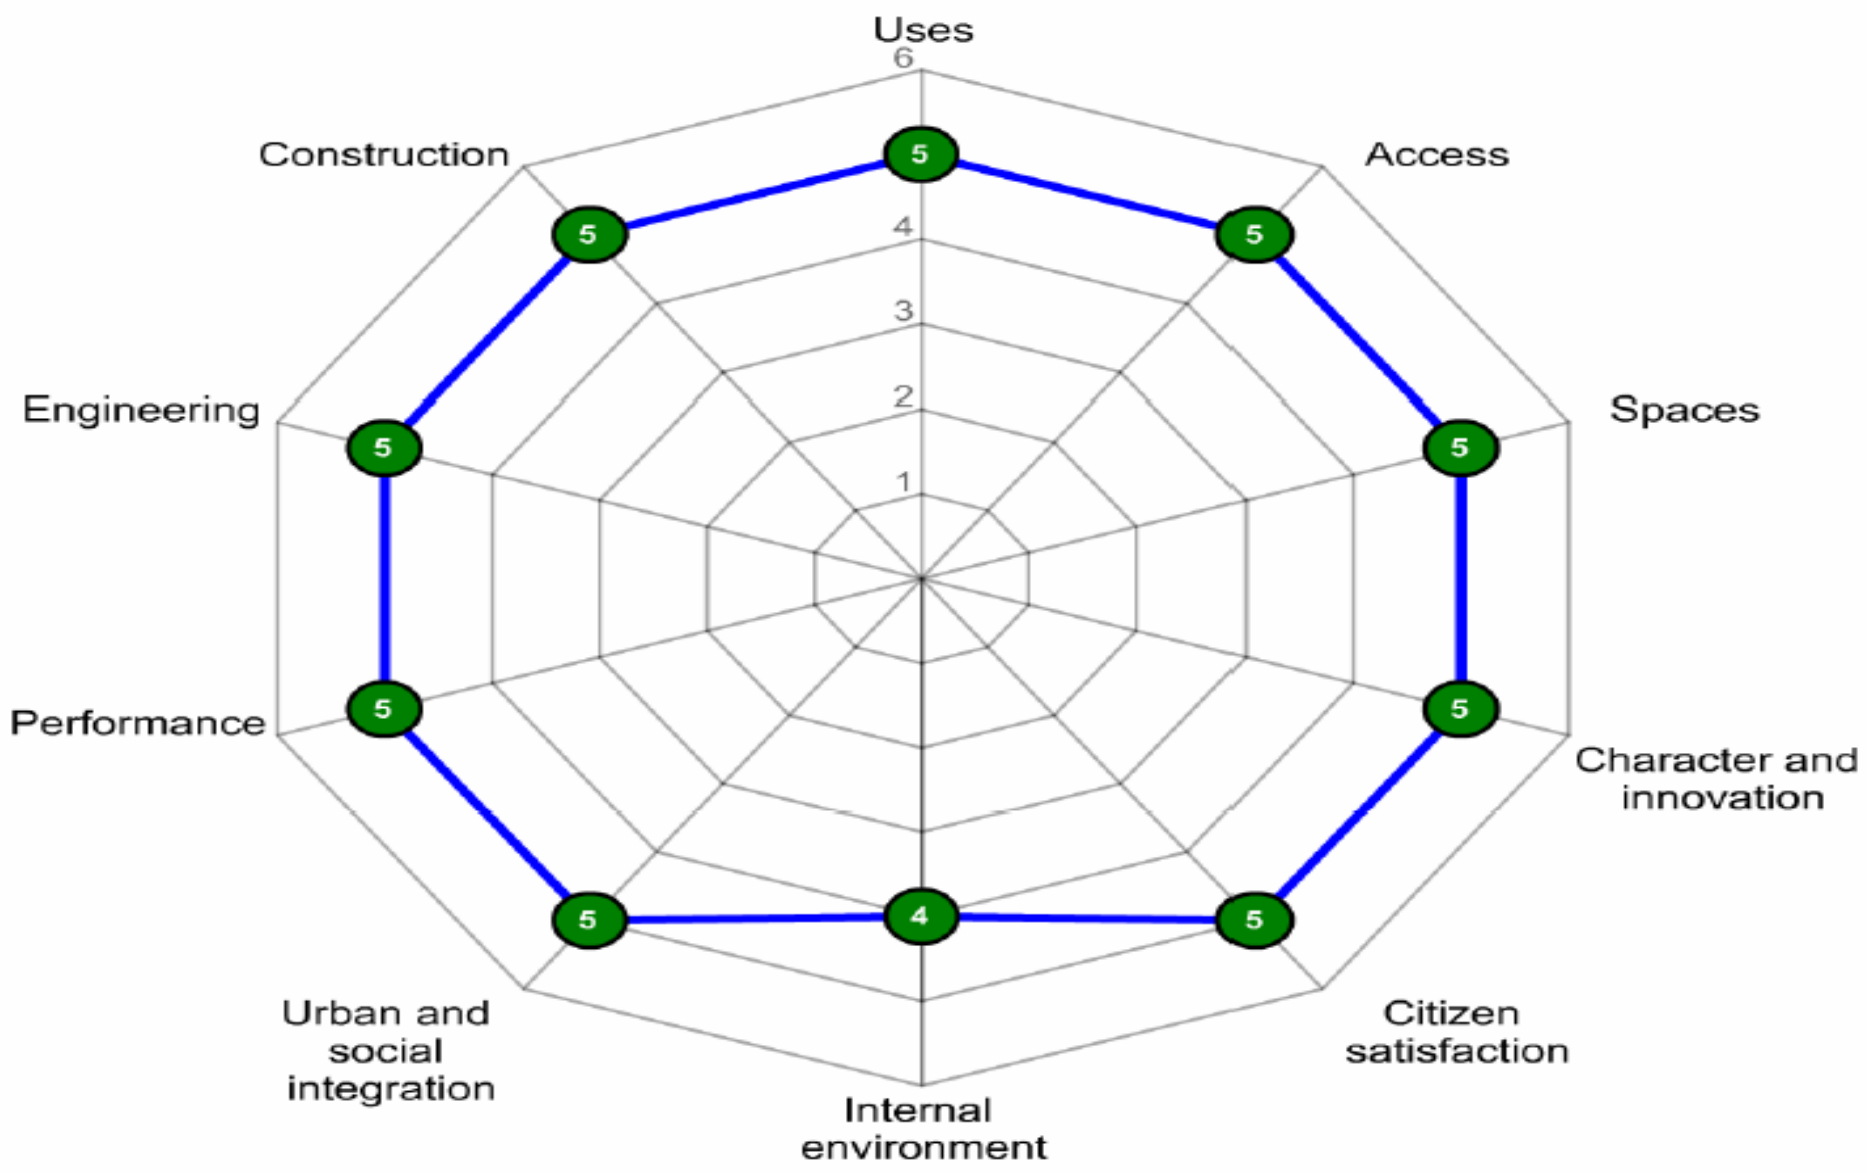 Uses
6
5
Construction
Access
5
5
4
3
2
Engineering
Spaces
5
5
1
5
5
Performance
Character and
innovation
5
4
5
Urban and
social
integration
Citizen
satisfaction
Internal
environment